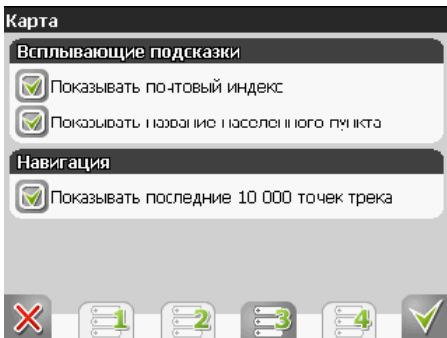 Карта
Всплывающие подсказки
Показывать почтовый индекс
Показывать название населенного пункта
Навигация
Показывать последние 10 000 точек трека
1 2 3 4